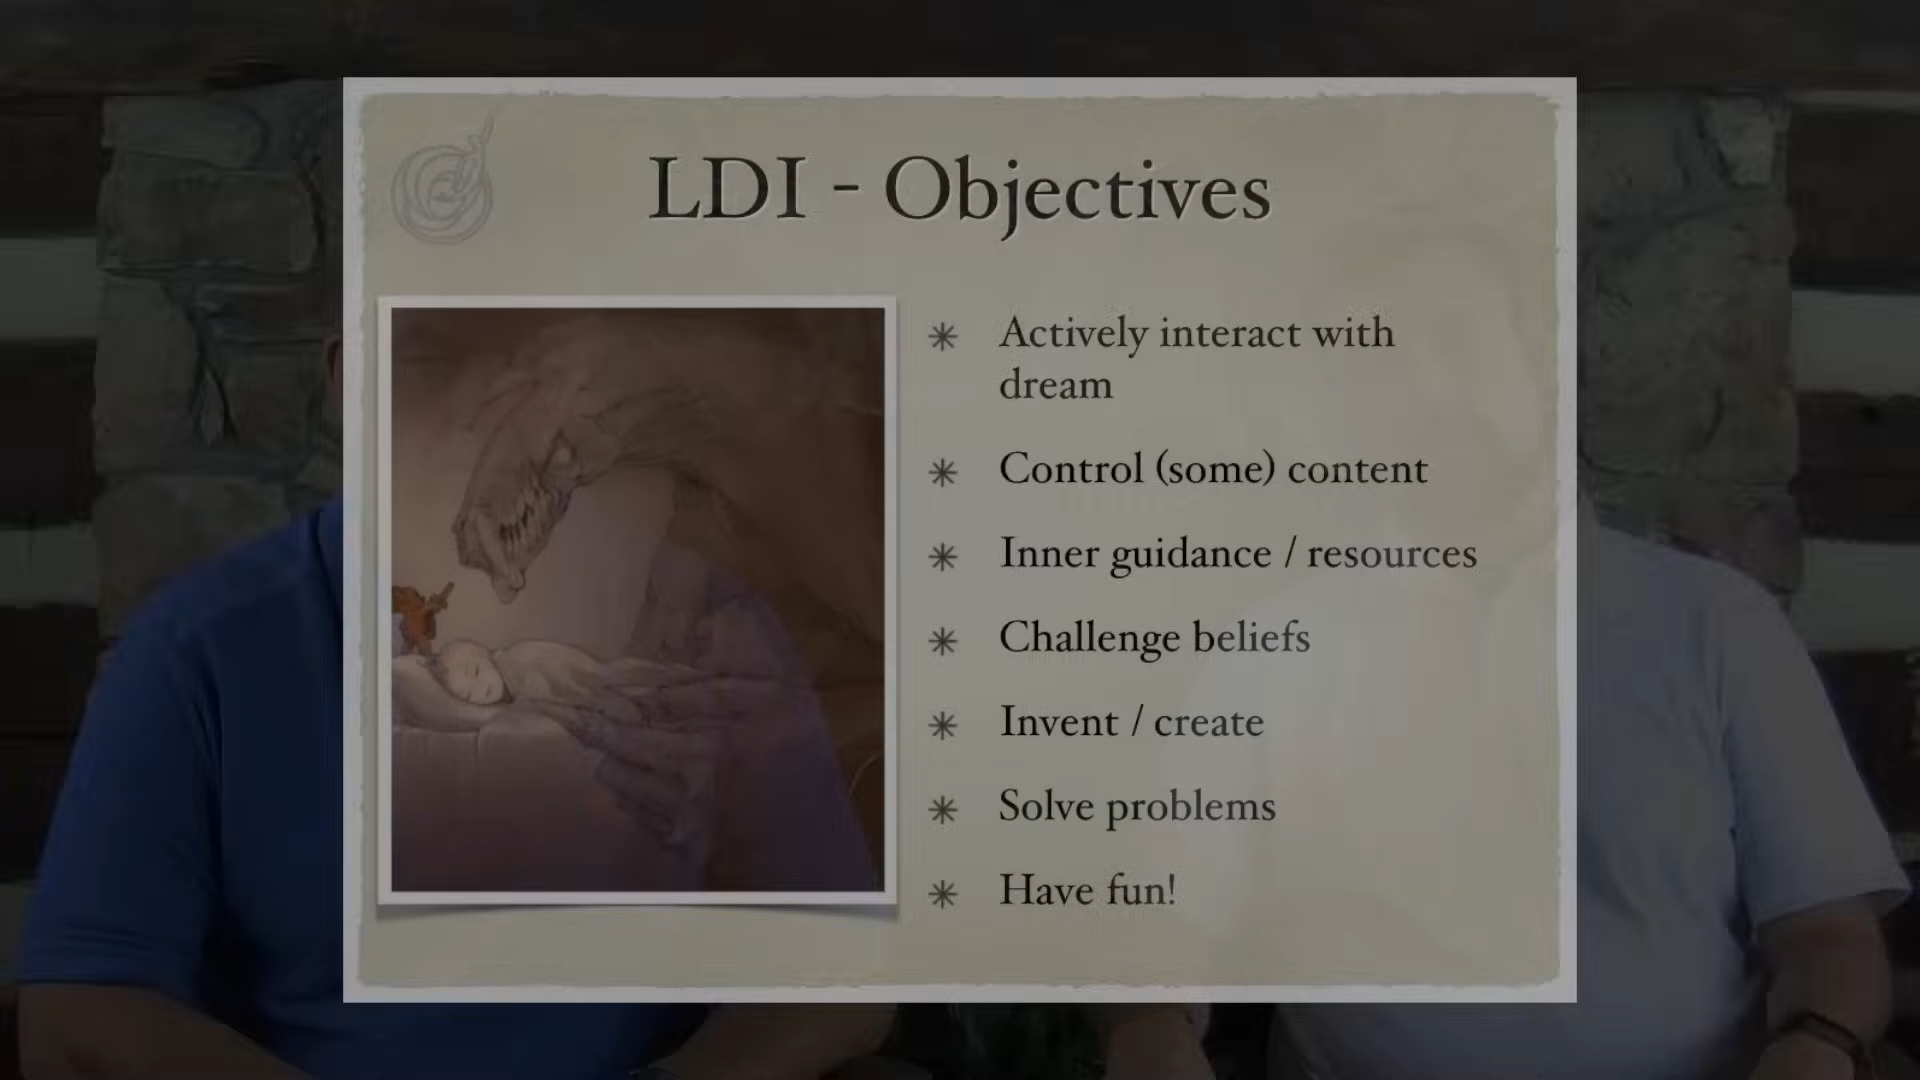 LDI - Objectives
Actively interact with
dream
Control (some) content
Inner guidance / resources
Challenge beliefs
Invent / create
Solve problems
Have fun!